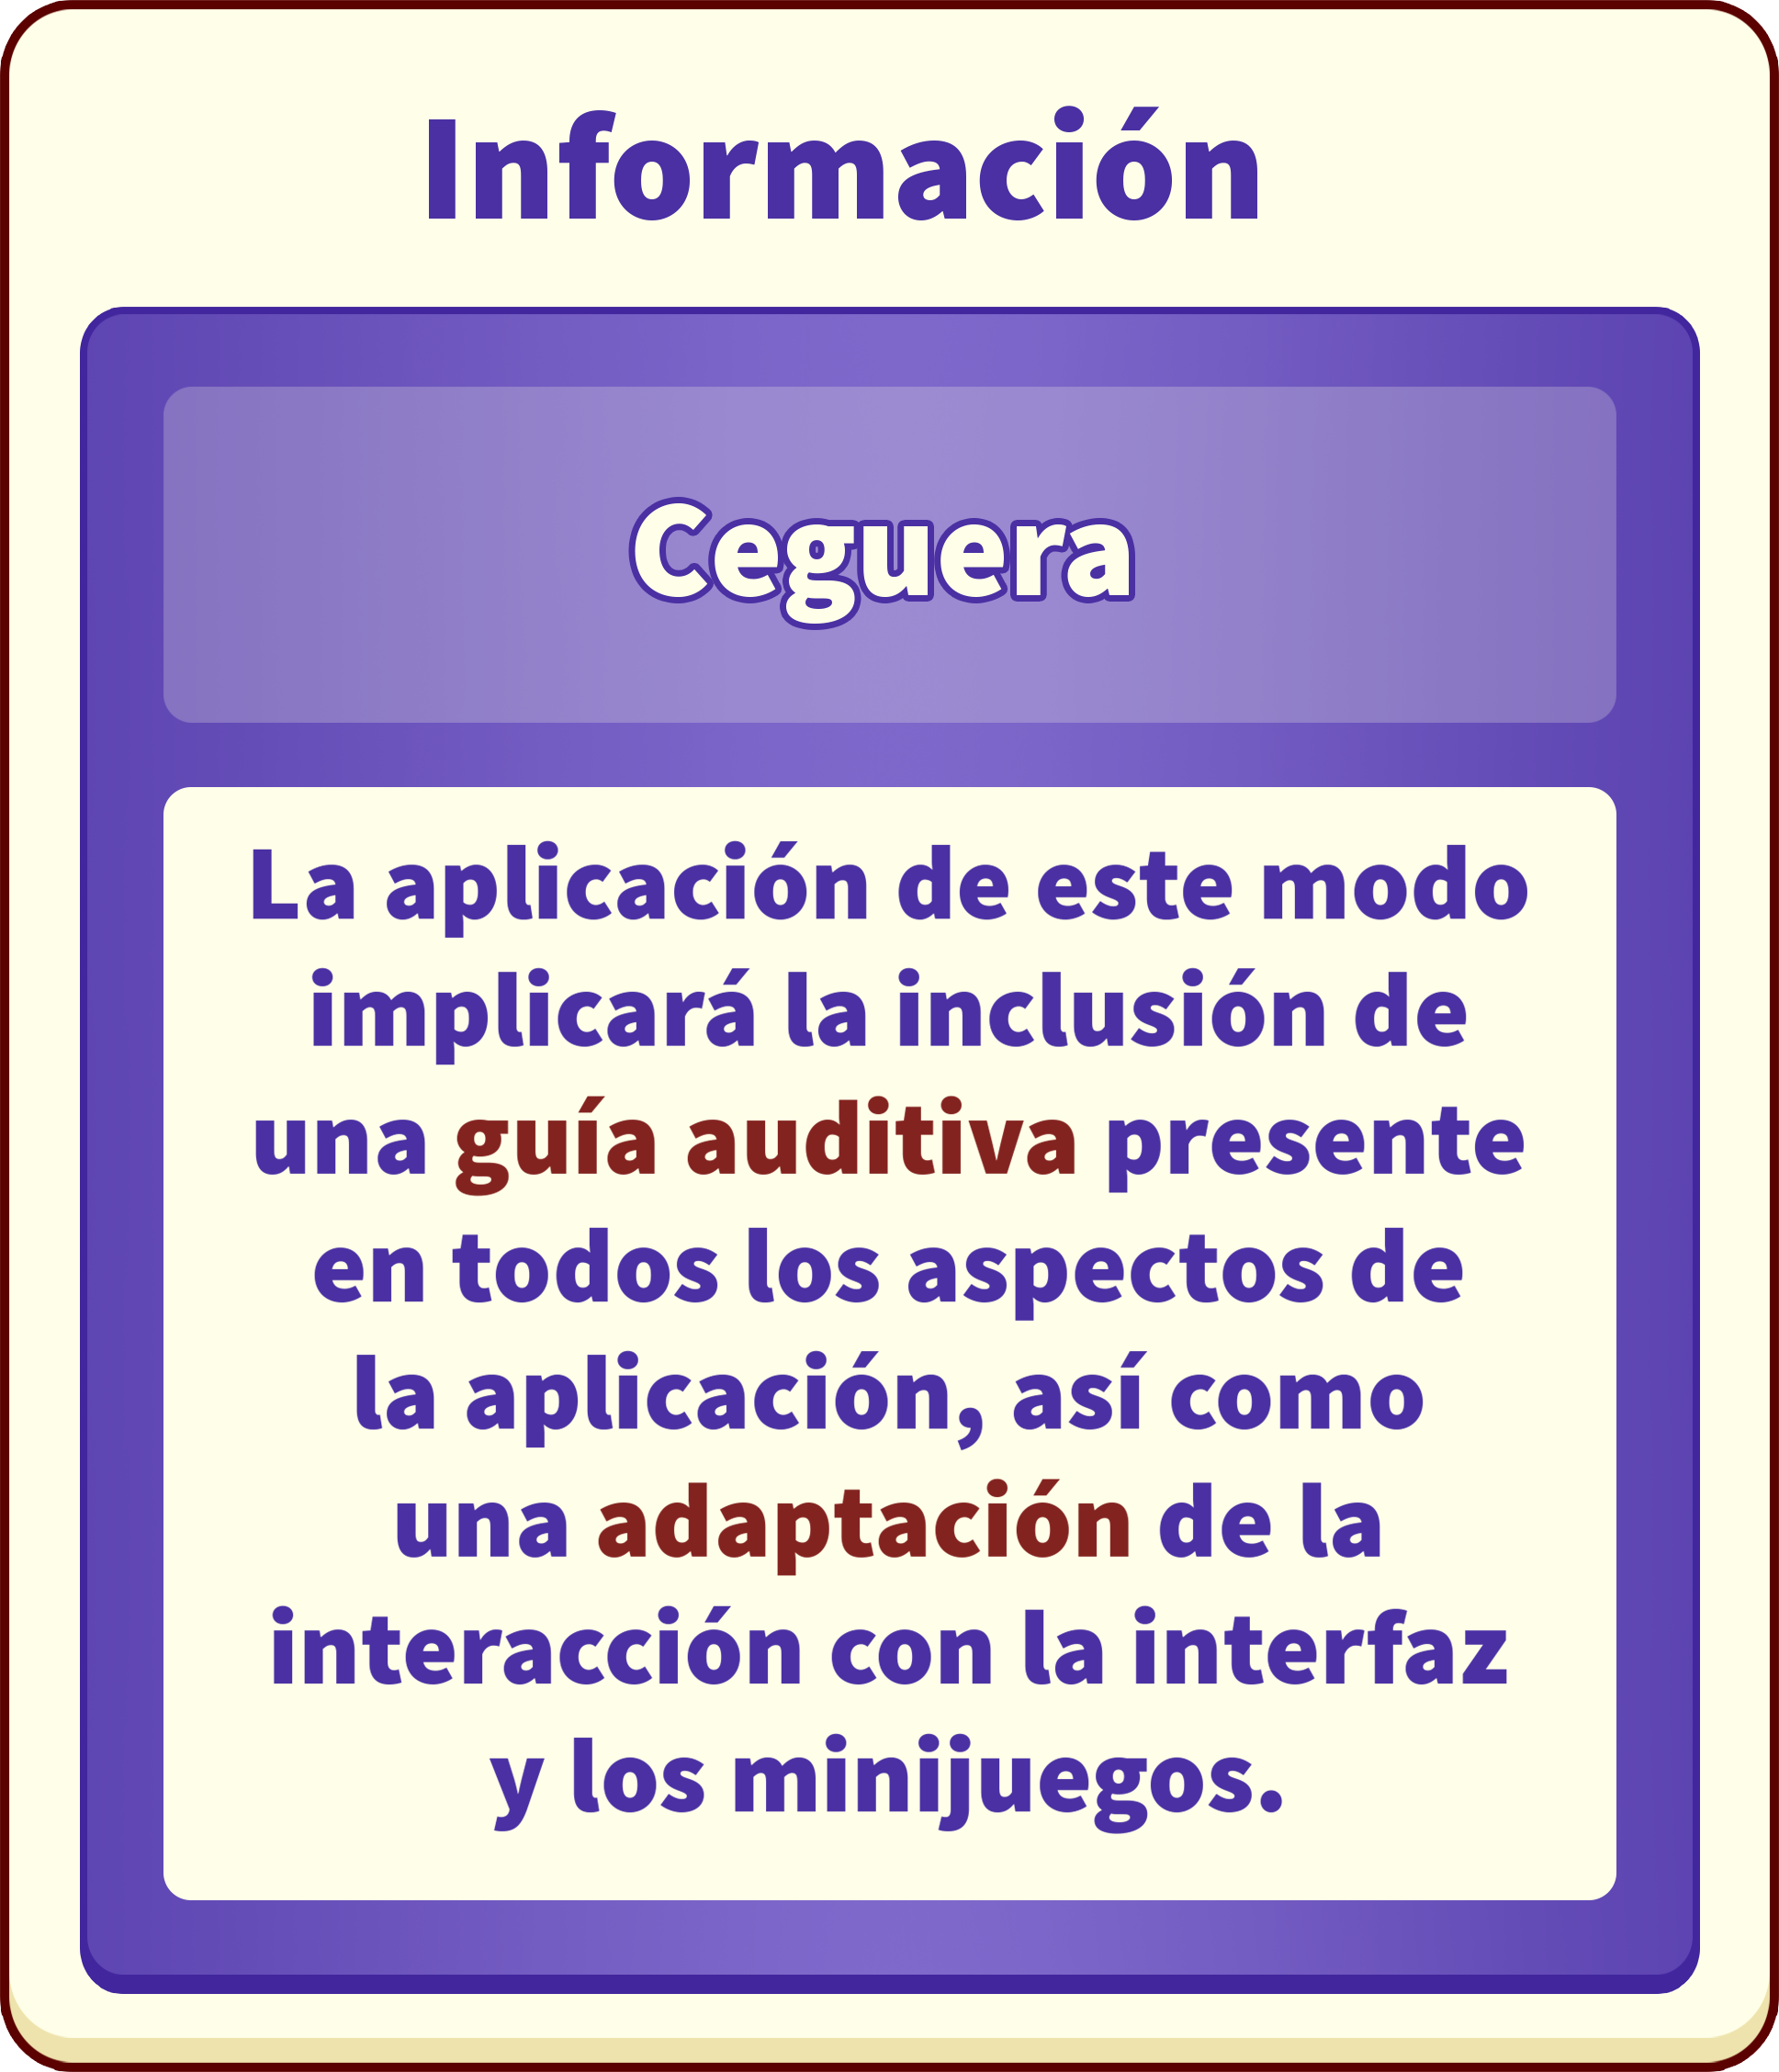 Información
Ceguera
La aplicación de este modo
implicará la inclusión de
una guía auditiva presente
en todos los aspectos de
la aplicación, así como
una adaptación de la
interacción con la interfaz
y los minijuegos.